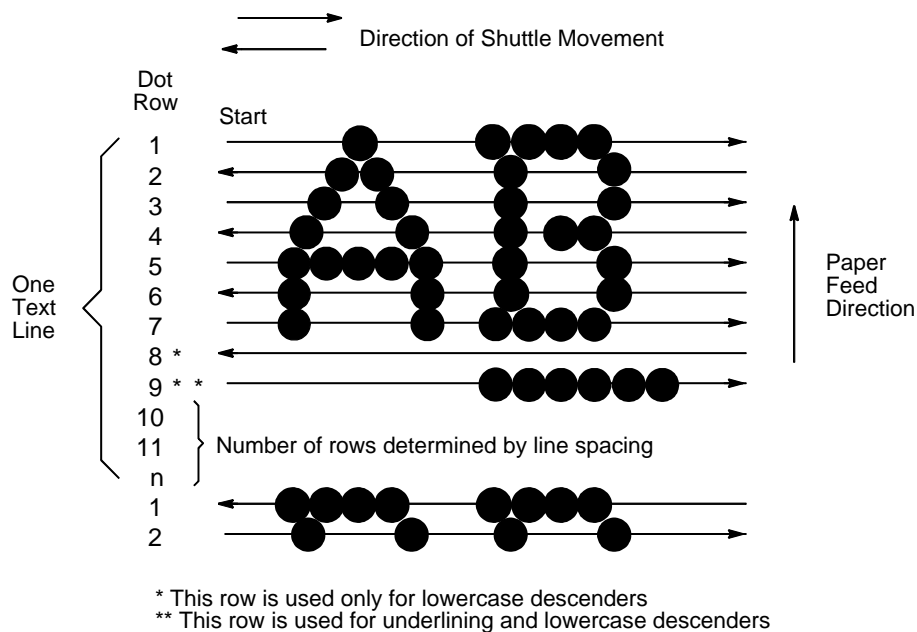 Direction of Shuttle Movement
Dot
Row
Start
1
2
3
4
5
6
7
8 *
9 * *
10
11
n
1
2
One
Text
Line
Paper
Feed
Direction
Number of rows determined by line spacing
* This row is used only for lowercase descenders
** This row is used for underlining and lowercase descenders